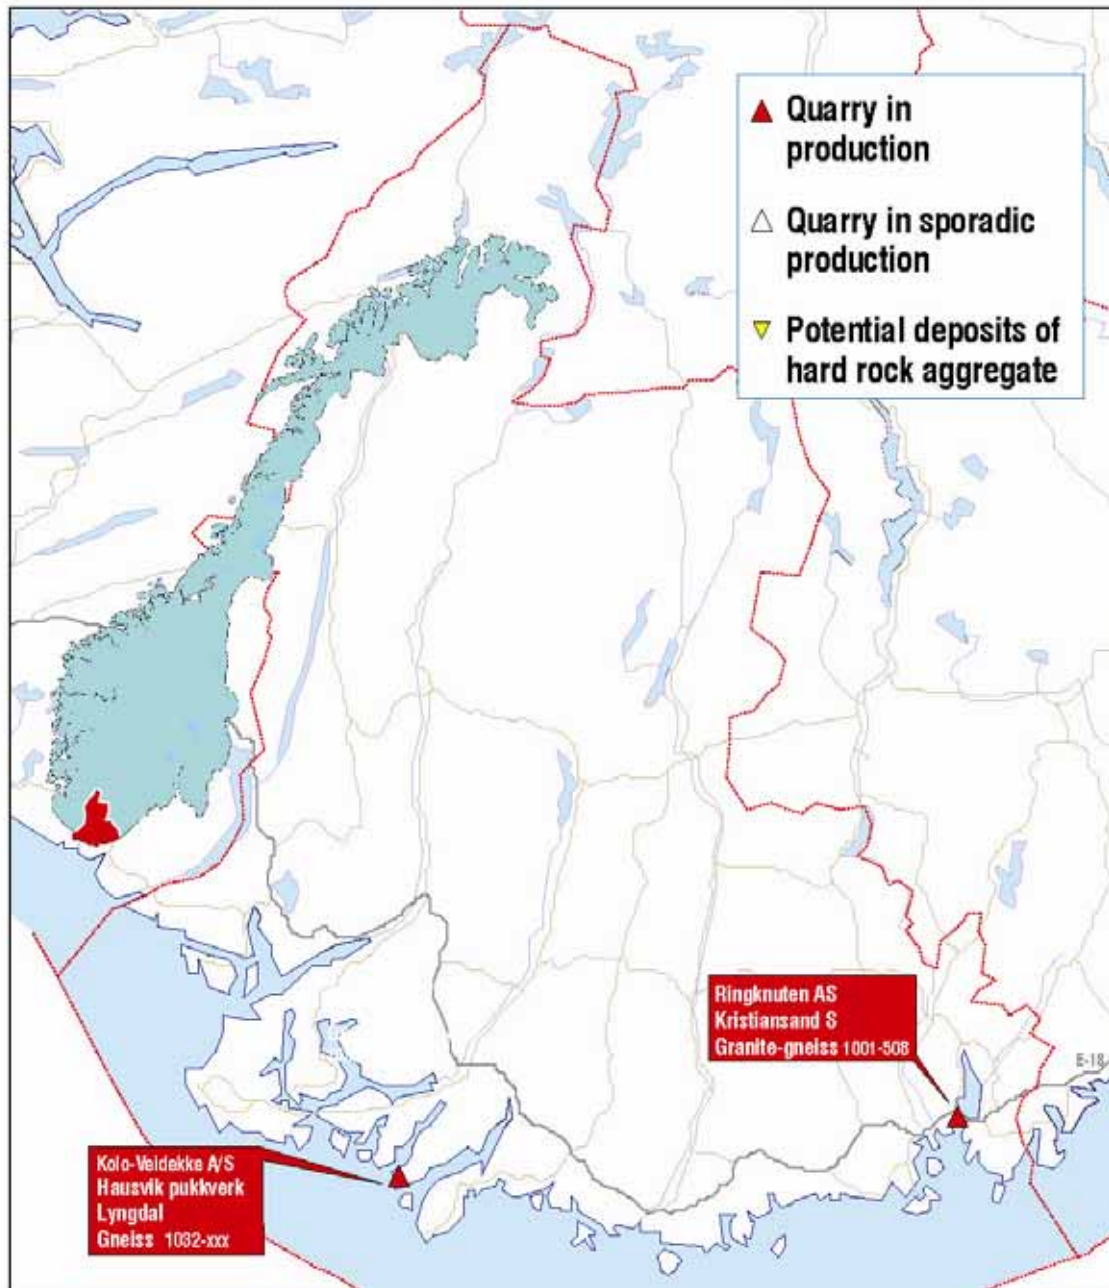 Quarry in
production
Quarry in sporadic
production
Potential deposits of
hard rock aggregate
Ringknuten AS
Kristiansand S
Granite-gneiss 1001-508
E-18
Kolo-Veidekke A/S
Hausvik pukkverk
Lyngdal
Gneiss 1032-xxx